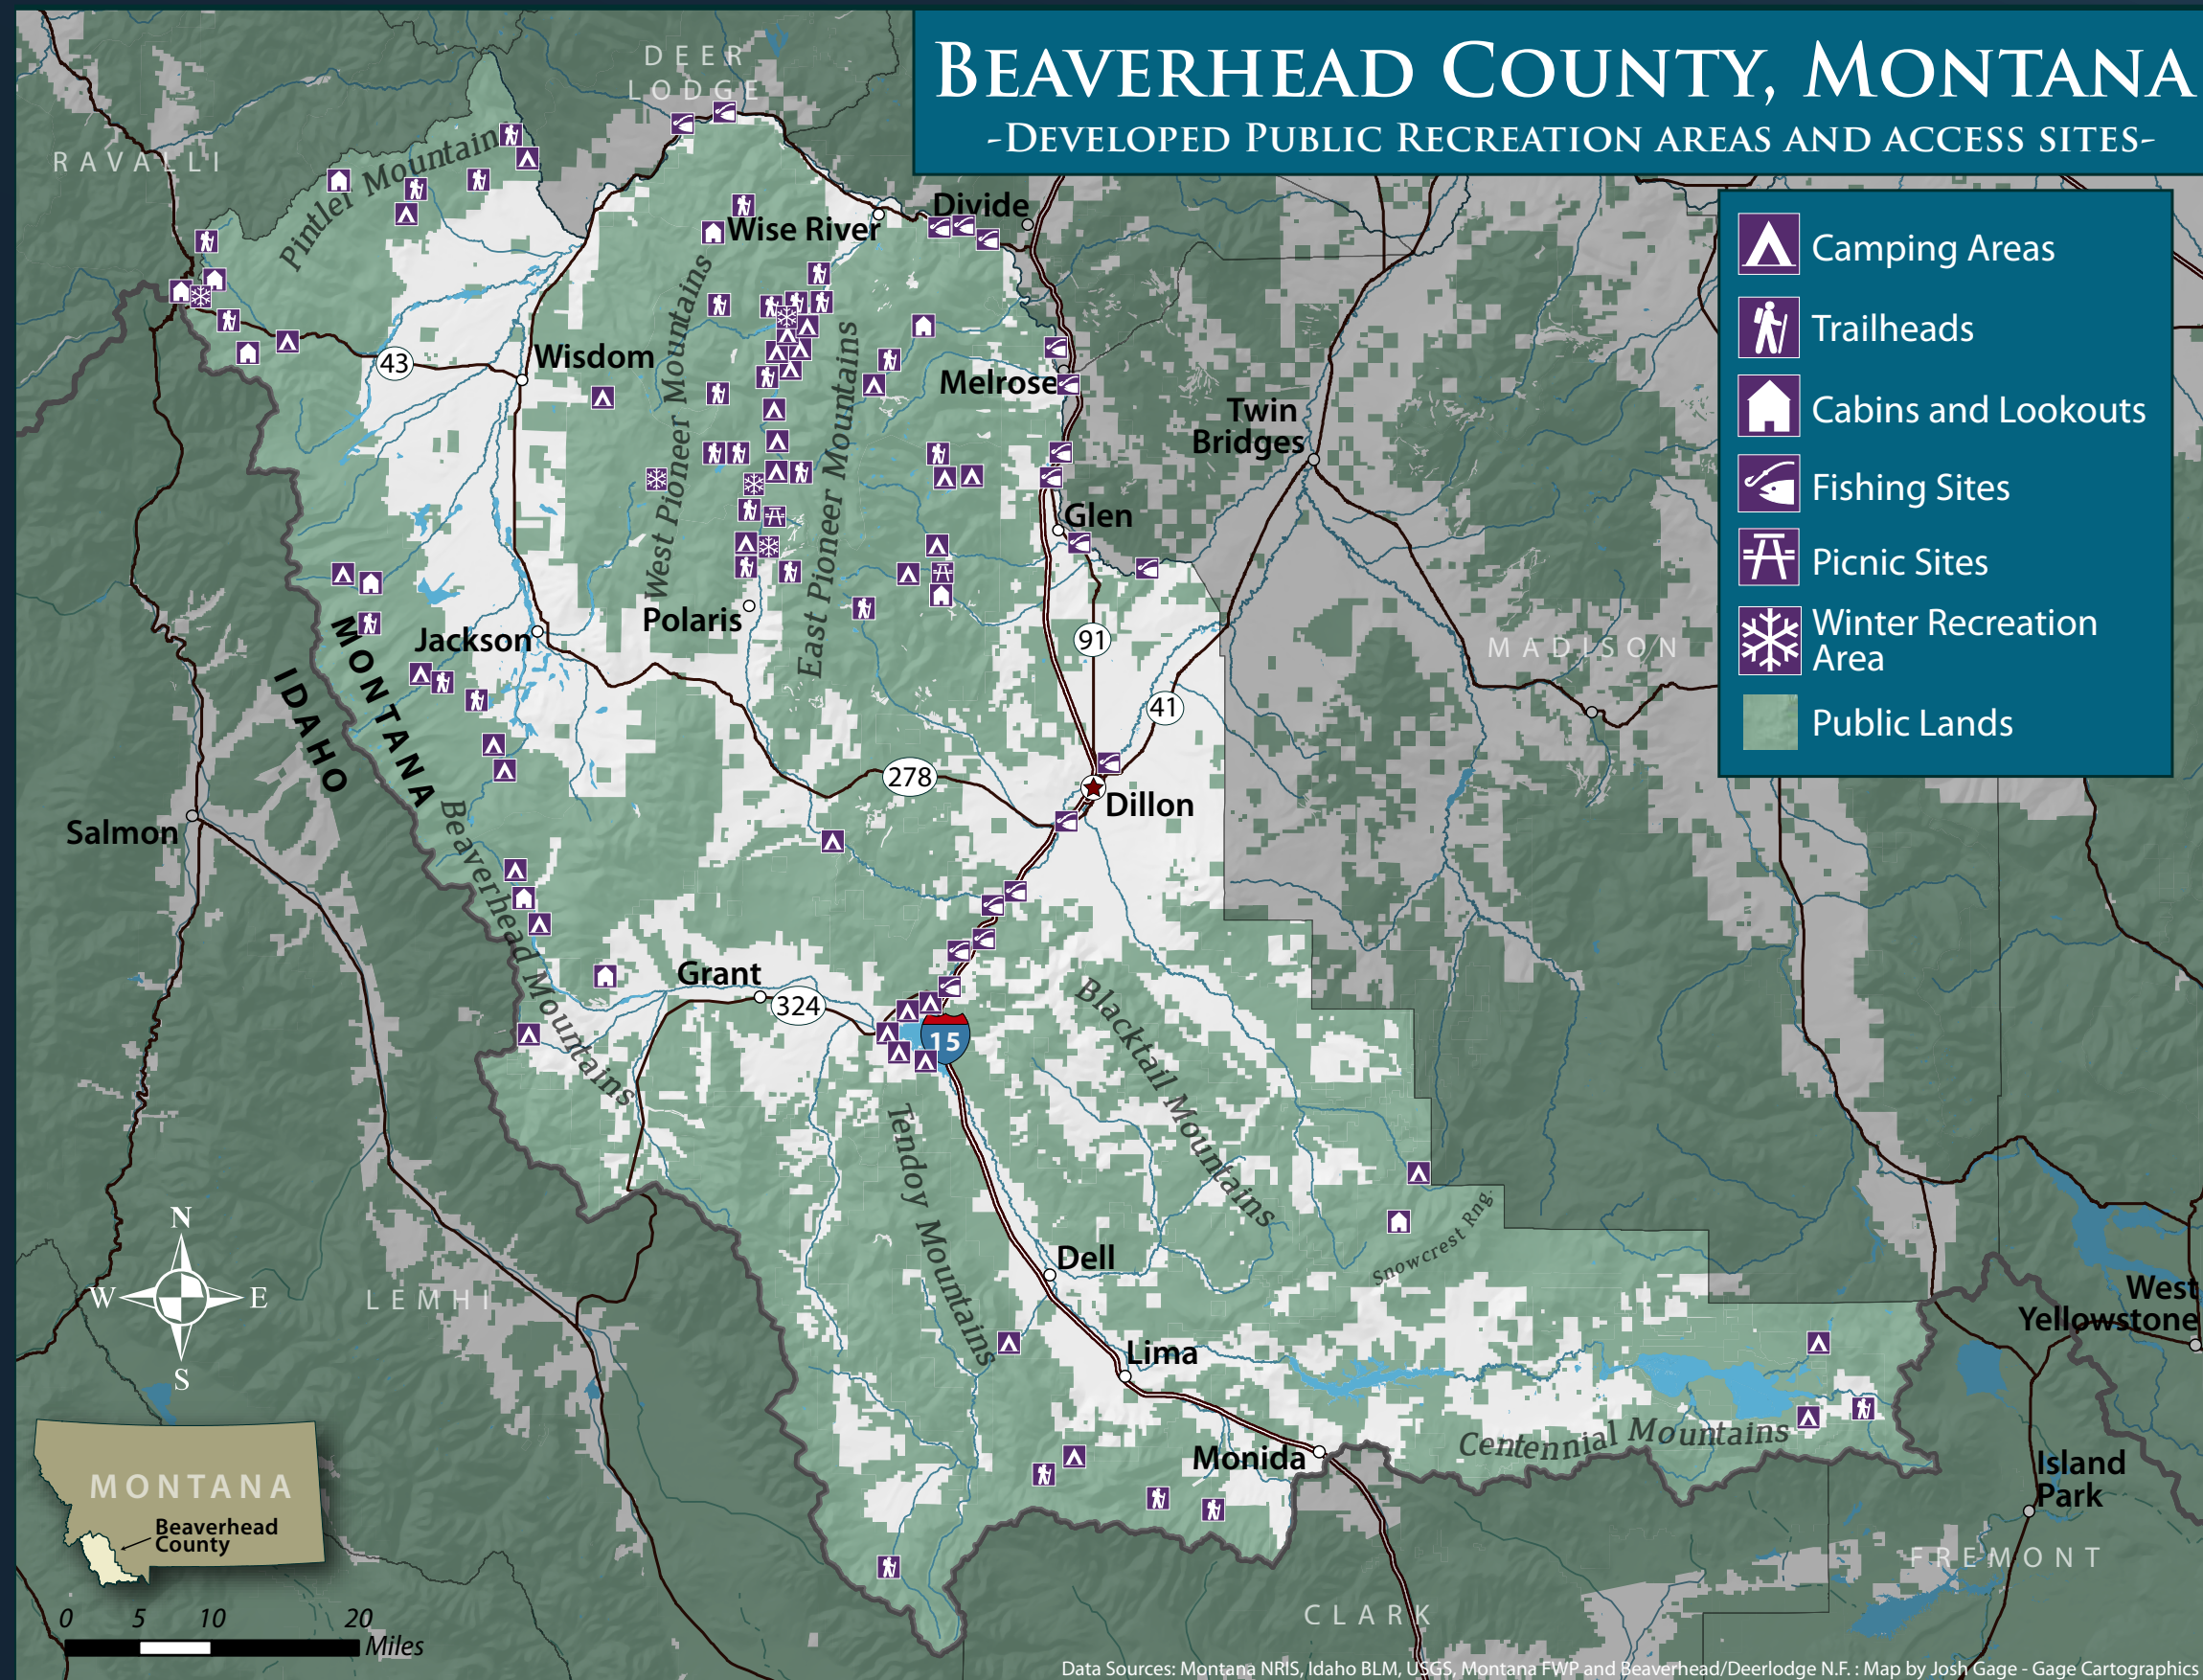 BEAVERHEAD COUNTY, MONTANA
-DEVELOPED PUBLIC RECREATION AREAS AND ACCESS SITES-
Camping Areas
Trailheads
Cabins and Lookouts
Fishing Sites
Picnic Sites
Winter Recreation
Area
Public Lands
DEER
LODGE
RAVALLI
Pintler Mountain
Divide
Wise River
Wisdom
43
Melrose
Twin
Bridges
West Pioneer Mountains
East Pioneer Mountains
Glen
Polaris
Jackson
91
41
MADISON
MONTANA
IDAHO
278
Dillon
Salmon
Beaverhead Mountains
Grant
324
15
Blacktail Mountains
Tendoy Mountains
Snowcrest Rng.
Dell
Lima
Monida
Centennial Mountains
West
Yellowstone
Island
Park
LEMHI
FREMONT
CLARK
N
W
E
S
MONTANA
Beaverhead
County
0 5 10 20
Miles
Data Sources: Montana NRIS, Idaho BLM, USGS, Montana FWP and Beaverhead/Deerlodge N.F. : Map by Josh Gage - Gage Cartographics